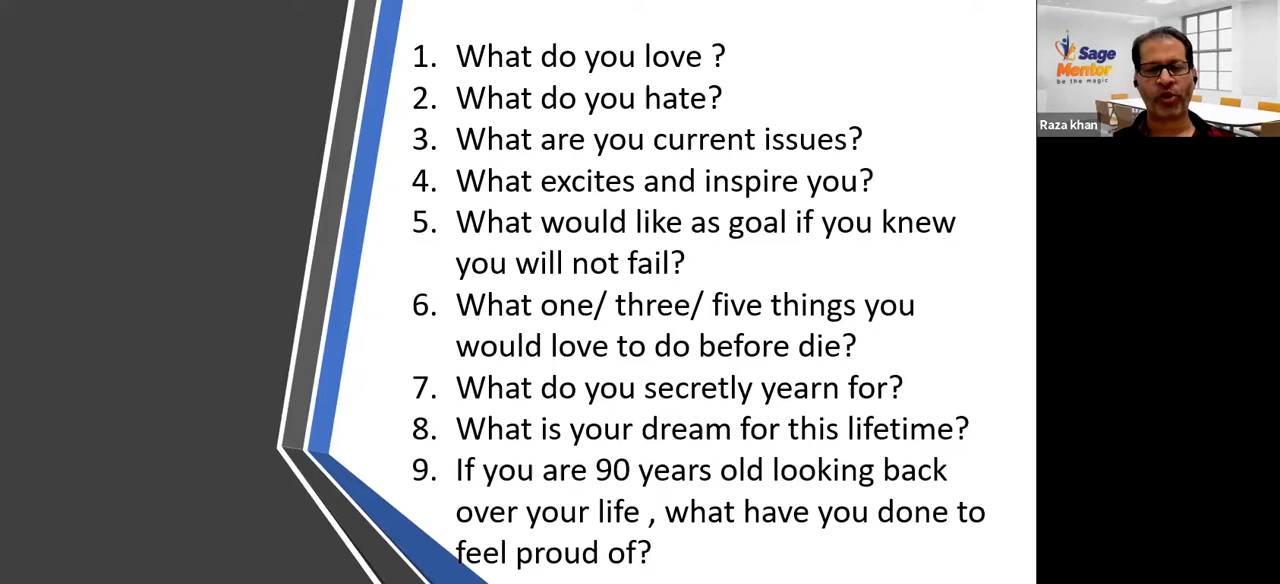 1. What do you love ?
2. What do you hate?
3. What are you current issues?
4. What excites and inspire you?
5. What would like as goal if you knew
you will not fail?
6. What one/ three/ five things you
would love to do before die?
7. What do you secretly yearn for?
8. What is your dream for this lifetime?
9. If you are 90 years old looking back
over your life , what have you done to
feel proud of?
Sage
Mentor
be the magic
Raza khan